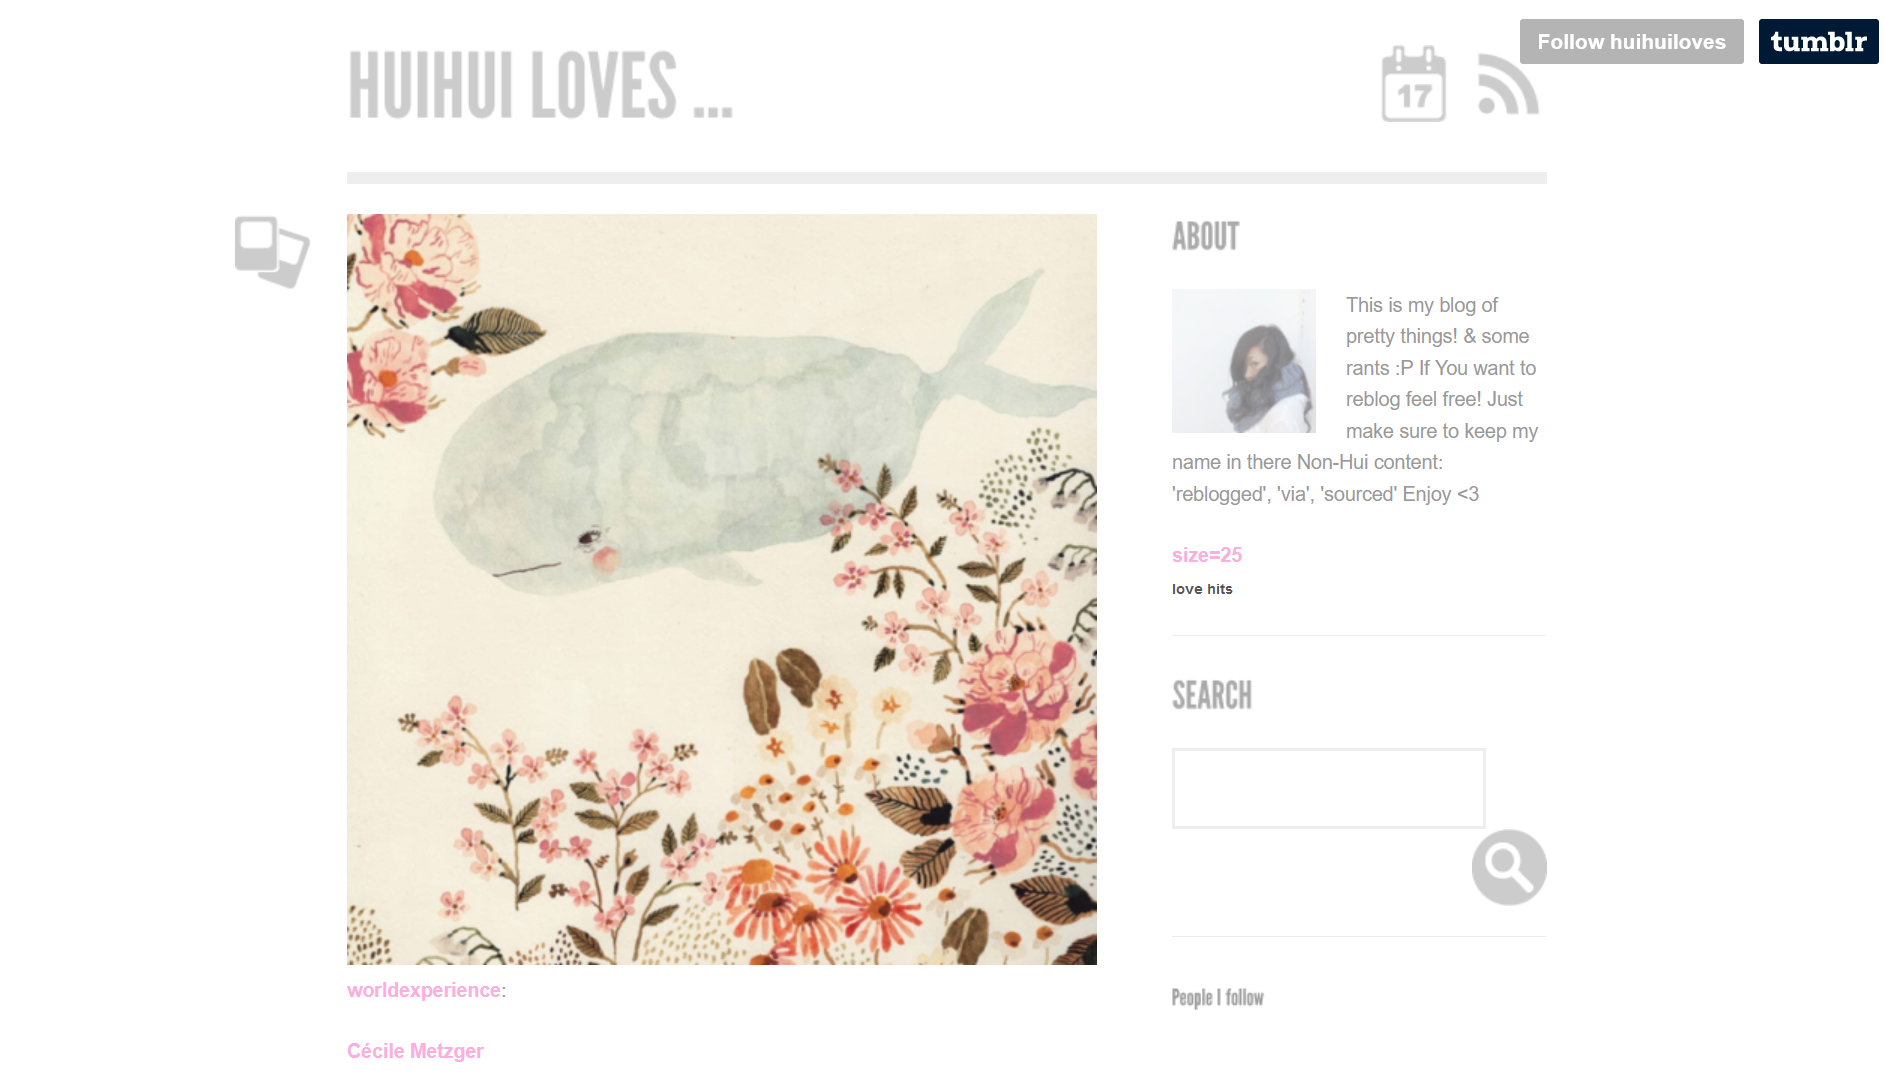 Follow huihuiloves
tumblr
HUIHUI LOVES ...
17
ABOUT
This is my blog of
pretty things! & some
rants :P If You want to
reblog feel free! Just
make sure to keep my
name in there Non-Hui content:
'reblogged', 'via', 'sourced' Enjoy <3
size=25
love hits
SEARCH
People I follow
worldexperience:
Cécile Metzger